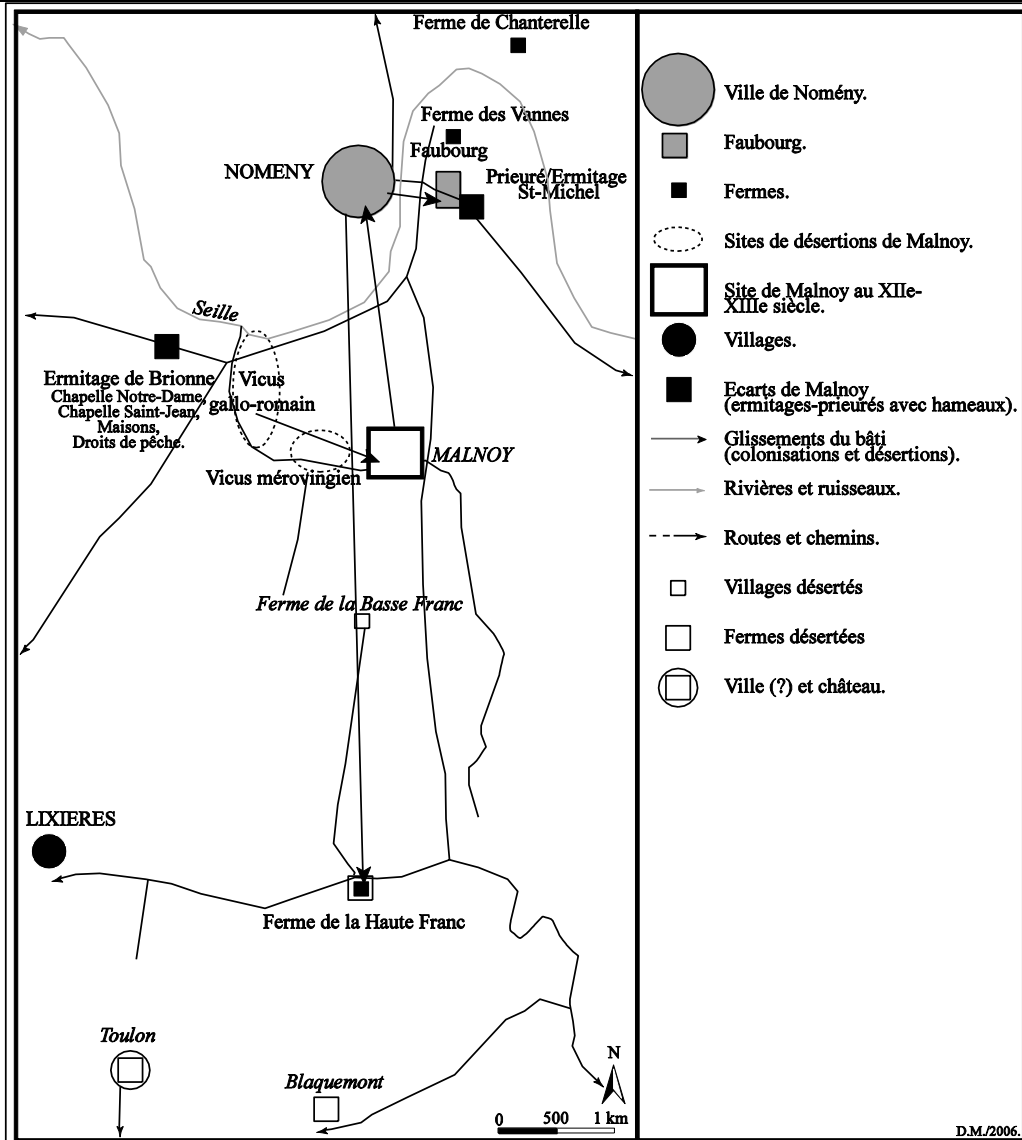 Ferme de Chanterelle
Ferme des Vannes
Faubourg
NOMENY
Prieuré/Ermitage
St-Michel
Seille
Ermitage de Brionne
Chapelle Notre-Dame,
Chapelle Saint-Jean,
Maisons,
Droits de pêche.
Vicus
gallo-romain
MALNOY
Vicus mérovingien
Ferme de la Basse Franc
LIXIERES
Ferme de la Haute Franc
Toulon
Blaquemont
N
0 500 1 km
Ville de Nomény.
Faubourg.
Fermes.
Sites de désertions de Malnoy.
Site de Malnoy au XIIe-
XIIIe siècle.
Villages.
Ecarts de Malnoy
(ermitages-prieurés avec hameaux).
Glissements du bâti
(colonisations et désertions).
Rivières et ruisseaux.
Routes et chemins.
Villages désertés
Fermes désertées
Ville (?) et château.
D.M./2006.